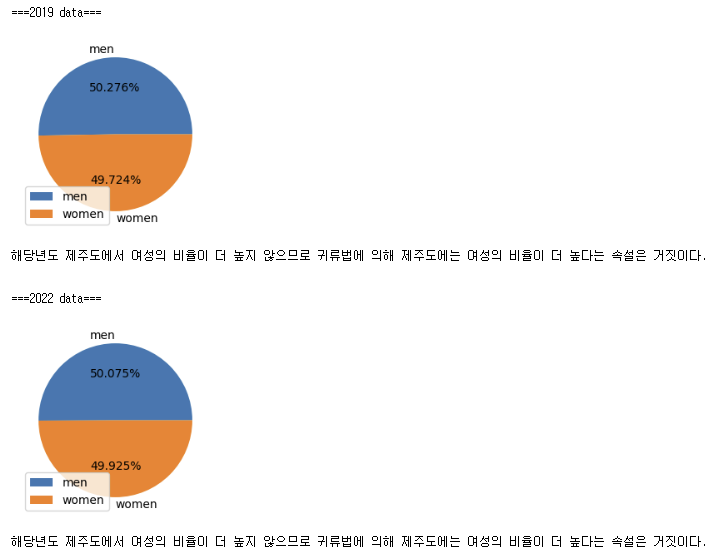 ===2019 data===
men
50.276%
49.724%
men
women
women
해당년도 제주도에서 여성의 비율이 더 높지 않으므로 귀류법에 의해 제주도에는 여성의 비율이 더 높다는 속설은 거짓이다.
===2022 data===
men
50.075%
49.925%
men
women
women
해당년도 제주도에서 여성의 비율이 더 높지 않으므로 귀류법에 의해 제주도에는 여성의 비율이 더 높다는 속설은 거짓이다.